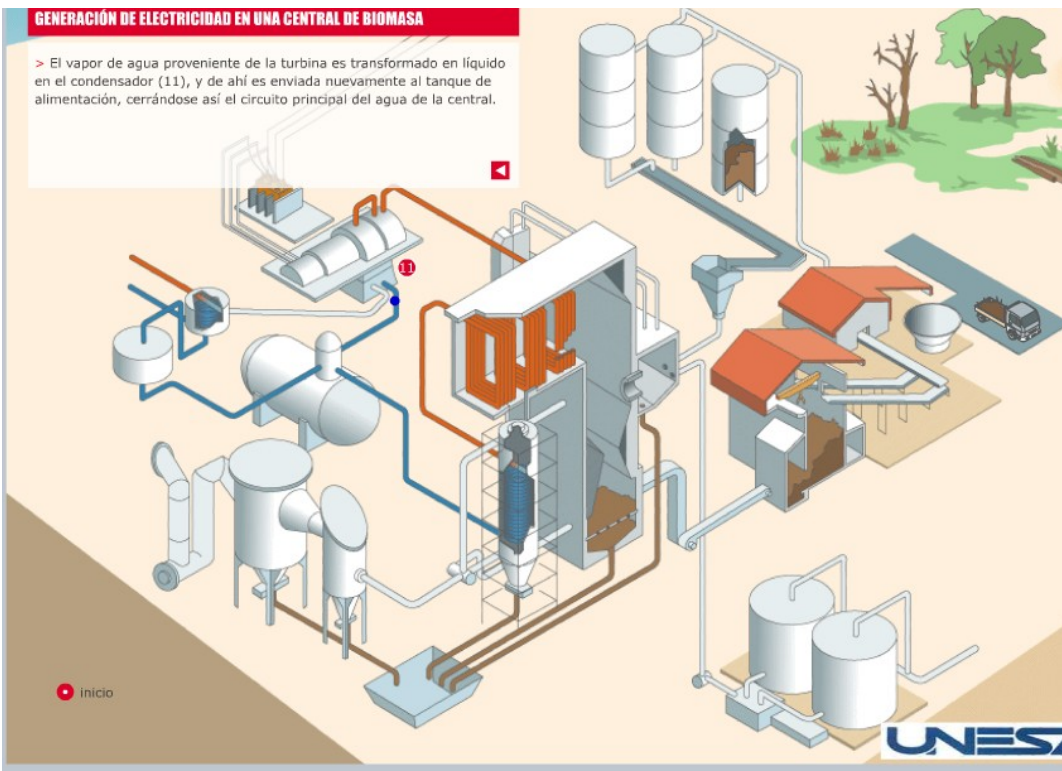 GENERACIÓN DE ELECTRICIDAD EN UNA CENTRAL DE BIOMASA
> El vapor de agua proveniente de la turbina es transformado en líquido
en el condensador (11), y de ahí es enviada nuevamente al tanque de
alimentación, cerrándose así el circuito principal del agua de la central.
11
inicio
UNESA